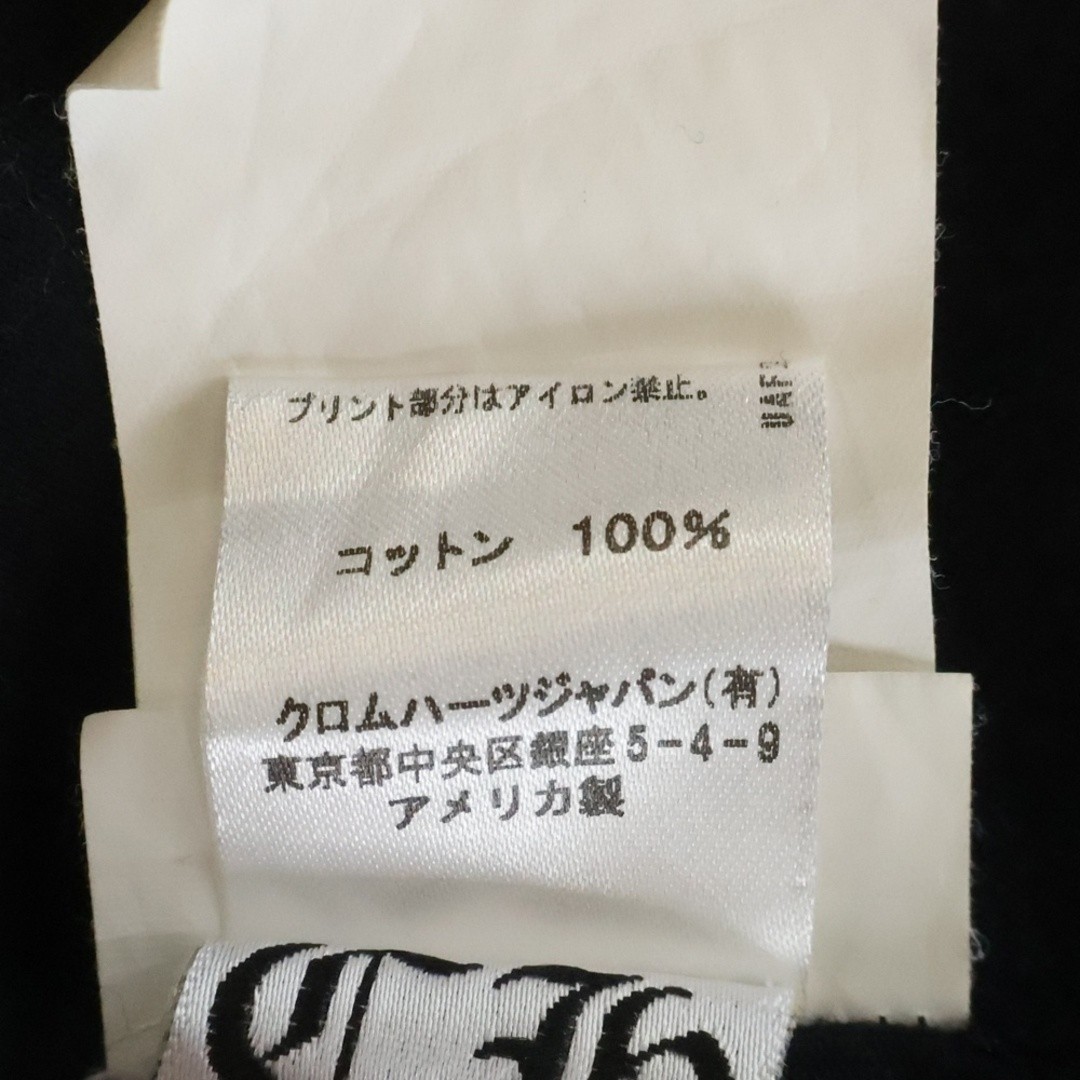 プリント部分はアイロン禁止。
コットン 100%
クロムハーツジャパン(有)
東京都中央区銀座5-4-9
アメリカ製